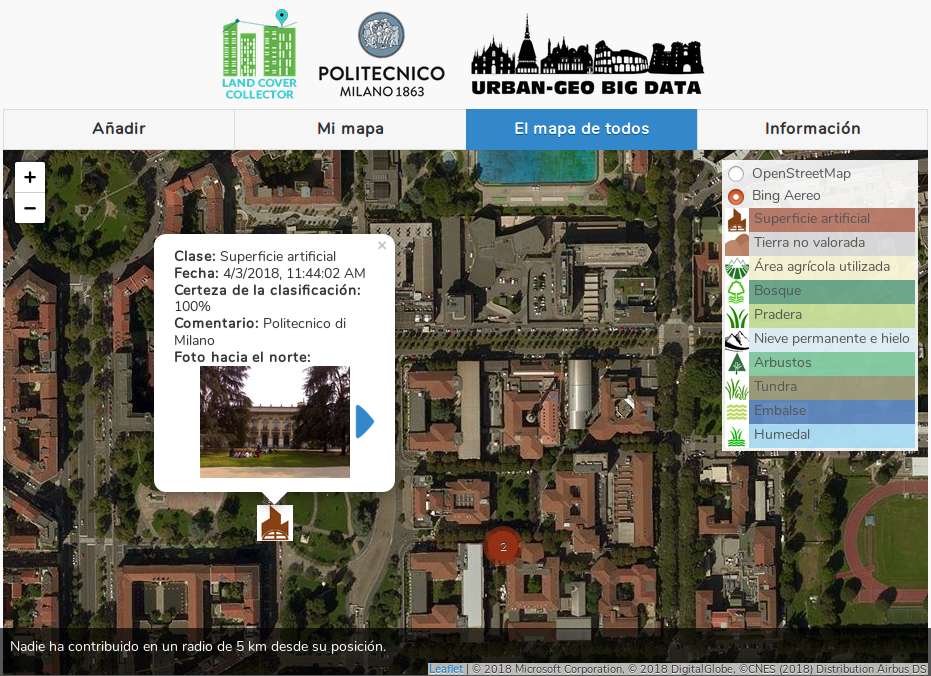 LAND COVER
COLLECTOR
POLITECNICO
MILANO 1863
URBAN-GEO BIG DATA
Añadir
Mi mapa
El mapa de todos
Información
+
−
OpenStreetMap
Bing Aereo
Superficie artificial
Tierra no valorada
Área agrícola utilizada
Bosque
Pradera
Nieve permanente e hielo
Arbustos
Tundra
Embalse
Humedal
×
Clase: Superficie artificial
Fecha: 4/3/2018, 11:44:02 AM
Certeza de la clasificación:
100%
Comentario: Politecnico di
Milano
Foto hacia el norte:
2
Nadie ha contribuido en un radio de 5 km desde su posición.
Leaflet | © 2018 Microsoft Corporation, © 2018 DigitalGlobe, ©CNES (2018) Distribution Airbus DS